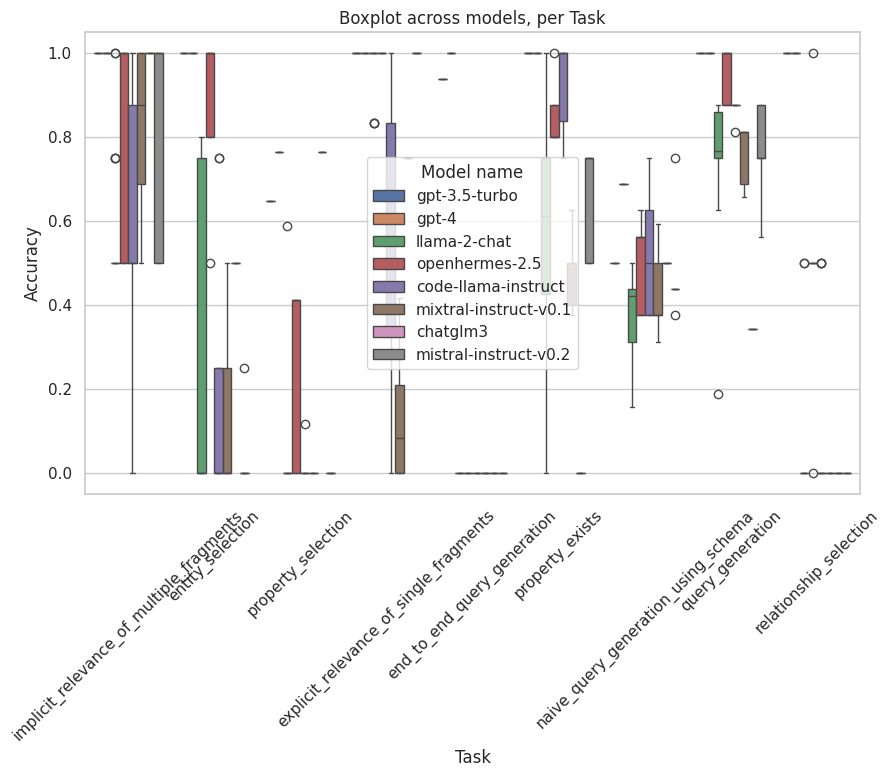 Boxplot across models, per Task
Accuracy
1.0
0.8
0.6
0.4
0.2
0.0
Model name
gpt-3.5-turbo
gpt-4
llama-2-chat
openhermes-2.5
code-llama-instruct
mixtral-instruct-v0.1
chatglm3
mistral-instruct-v0.2
implicit_relevance_of_multiple_fragments
entity_selection
property_selection
explicit_relevance_of_single_fragments
end_to_end_query_generation
property_exists
naive_query_generation_using_schema
query_generation
relationship_selection
Task